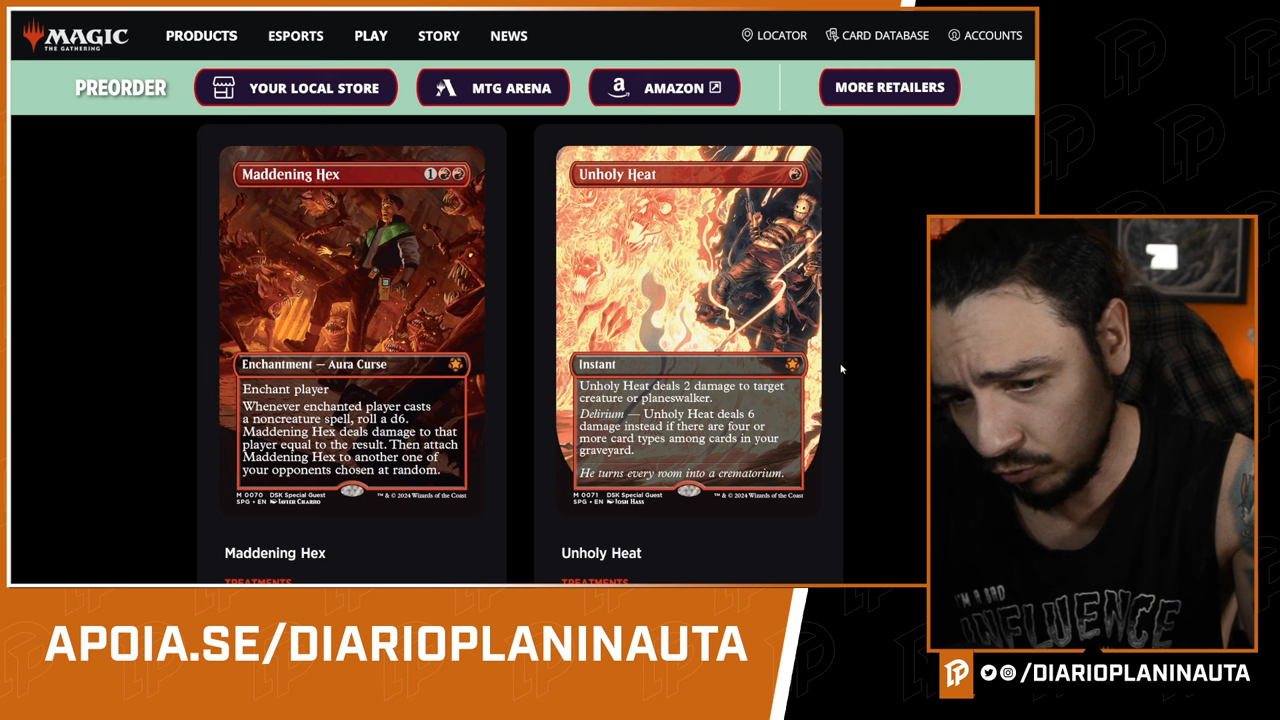 MAGIC
THE GATHERING
PRODUCTS
ESPORTS
PLAY
STORY
NEWS
LOCATOR
CARD DATABASE
ACCOUNTS
PREORDER
YOUR LOCAL STORE
MTG ARENA
a
AMAZON
MORE RETAILERS
Maddening Hex
1
Enchantment — Aura Curse
Enchant player
Whenever enchanted player casts
a noncreature spell, roll a d6.
Maddening Hex deals damage to that
player equal to the result. Then attach
Maddening Hex to another one of
your opponents chosen at random.
M 0070 DSK Special Guest
SPG • EN Javier Charro
™ & © 2024 Wizards of the Coast
Unholy Heat
Instant
Unholy Heat deals 2 damage to target
creature or planeswalker.
Delirium — Unholy Heat deals 6
damage instead if there are four or
more card types among cards in your
graveyard.
He turns every room into a crematorium.
M 0071 DSK Special Guest
SPG • EN Josh Hass
™ & © 2024 Wizards of the Coast
Maddening Hex
Unholy Heat
TREATMENTS
TREATMENTS
I'M A BAD
INFLUENCE
APOIA.SE/DIARIOPLANINAUTA
/DIARIOPLANINAUTA